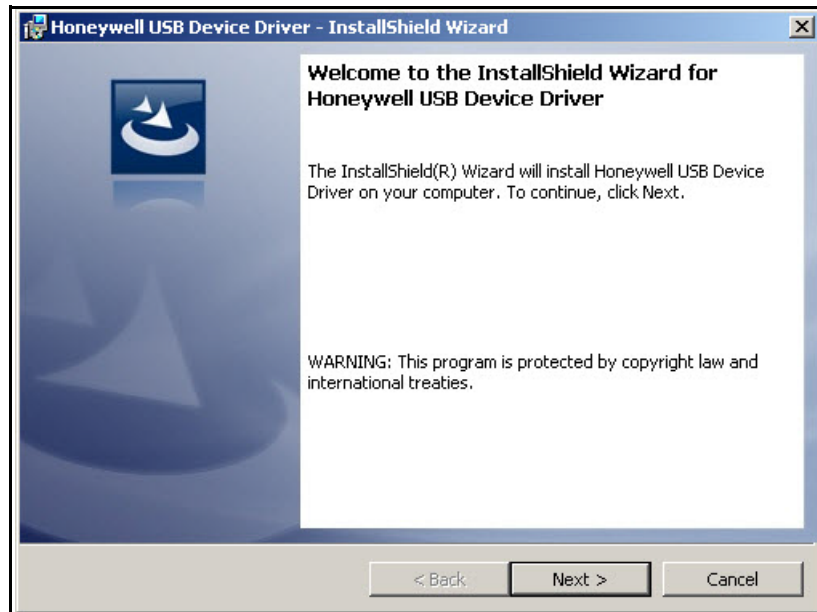 Honeywell USB Device Driver - InstallShield Wizard
Welcome to the InstallShield Wizard for
Honeywell USB Device Driver
The InstallShield(R) Wizard will install Honeywell USB Device
Driver on your computer. To continue, click Next.
WARNING: This program is protected by copyright law and
international treaties.
< Back
Next >
Cancel